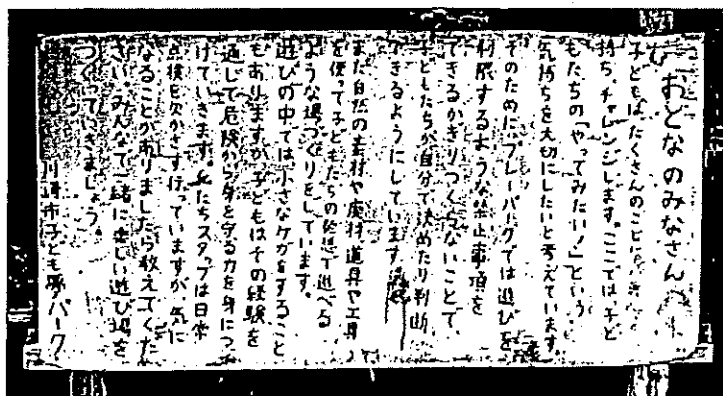 おとなのみなさんへ
子どもは、たくさんのことに
持ち、チャレンジします。ここでは、子ど
もたちの「やってみたい！」という
気持ちを大切にしたいと考えています。
そのためにプレーパークでは遊びを
制限するような禁止事項を
できるかぎりつくらないことで、
子どもたちが自分で決めたり判断
できるようにしています。
また自然の素材や廃材、道具や工具
を使って子どもたちの発想で遊べる
ような場づくりをしています。
遊びの中では小さなケガをすること
もありますが、子どもはその経験を
通じて危険から身を守る力を身につ
けていきます。私たちスタッフは日常
点検を欠かさず行っていますが、気に
なることがありましたら教えてくだ
さい。みんなで一緒に楽しい遊び場を
つくっていきましょう。
川崎市子ども夢パーク